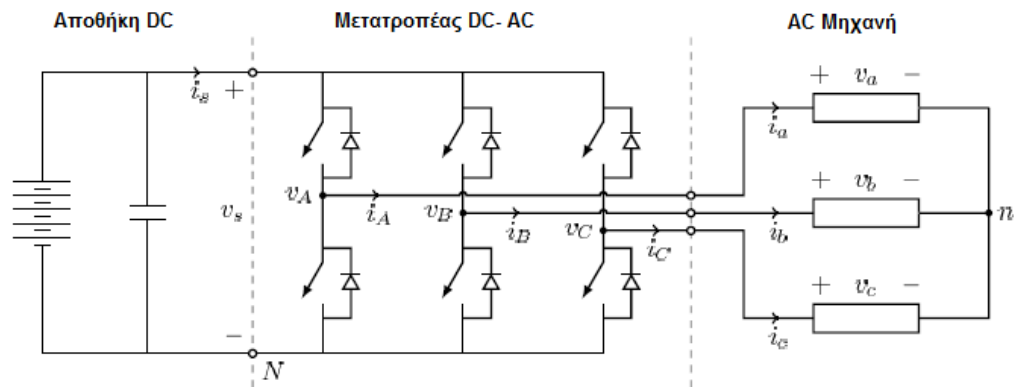 Αποθήκη DC
Μετατροπέας DC- AC
AC Μηχανή
i_s
+
v_s
−
N
v_A
i_A
v_B
i_B
v_C
i_C
+ v_a −
i_a
+ v_b −
i_b
n
+ v_c −
i_c